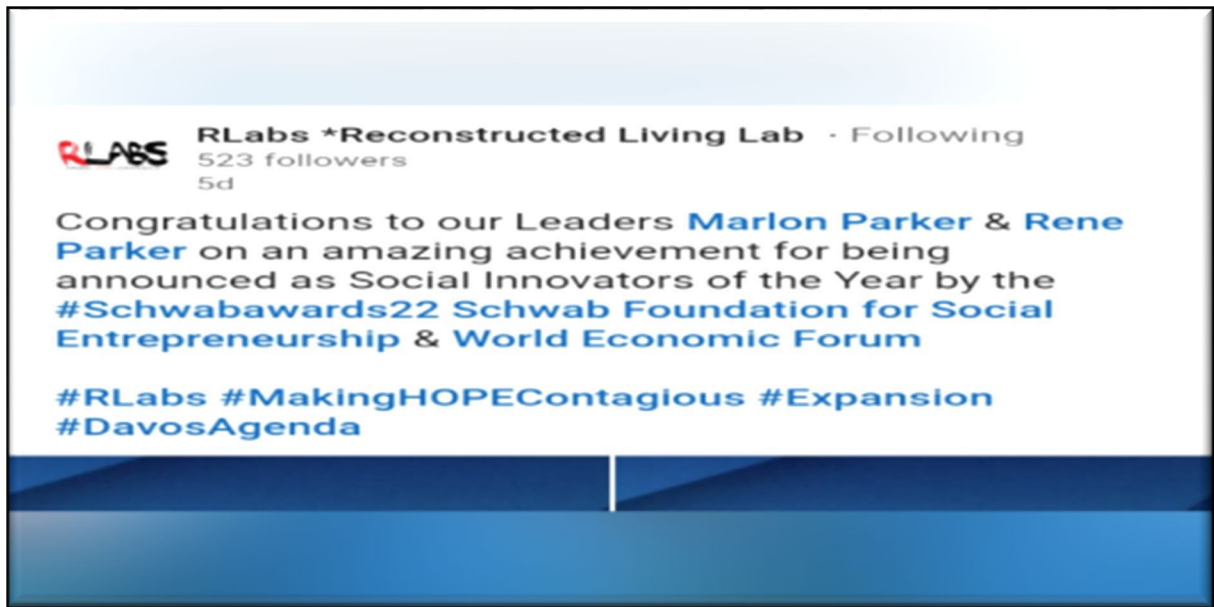 RLABS
RLabs *Reconstructed Living Lab · Following
523 followers
5d
Congratulations to our Leaders Marlon Parker & Rene
Parker on an amazing achievement for being
announced as Social Innovators of the Year by the
#Schwabawards22 Schwab Foundation for Social
Entrepreneurship & World Economic Forum
#RLabs #MakingHOPEContagious #Expansion
#DavosAgenda